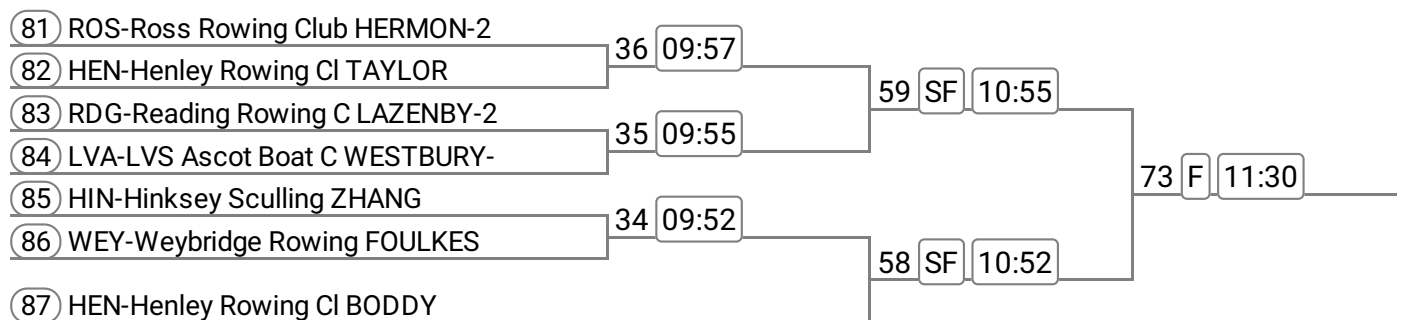 81 ROS-Ross Rowing Club HERMON-2
82 HEN-Henley Rowing Cl TAYLOR
36 09:57
83 RDG-Reading Rowing C LAZENBY-2
84 LVA-LVS Ascot Boat C WESTBURY-
35 09:55
59 SF 10:55
85 HIN-Hinksey Sculling ZHANG
86 WEY-Weybridge Rowing FOULKES
34 09:52
87 HEN-Henley Rowing Cl BODDY
58 SF 10:52
73 F 11:30